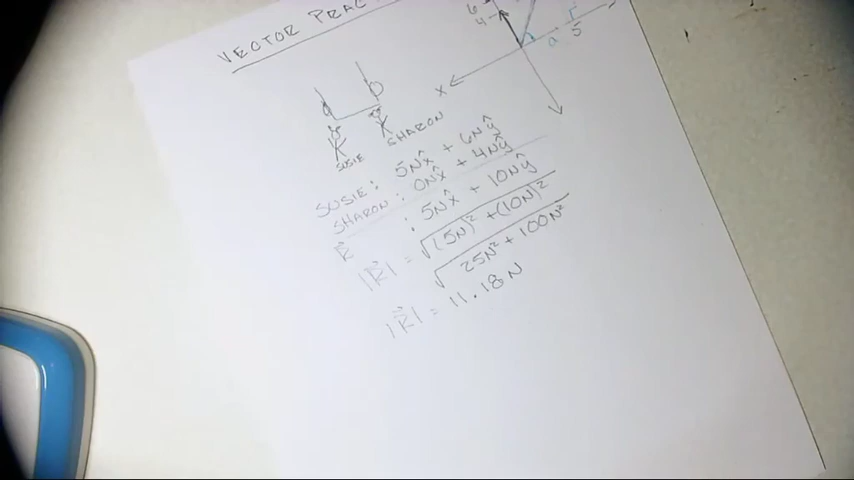 VECTOR PRAC
6
4
5
X
SUSIE
SHARON
SUSIE: 5Nx̂ + 6Nŷ
SHARON: 0Nx̂ + 4Nŷ
R⃗ : 5Nx̂ + 10Nŷ
|R⃗| = √(5N)² + (10N)²
√25N² + 100N²
|R⃗| = 11.18N